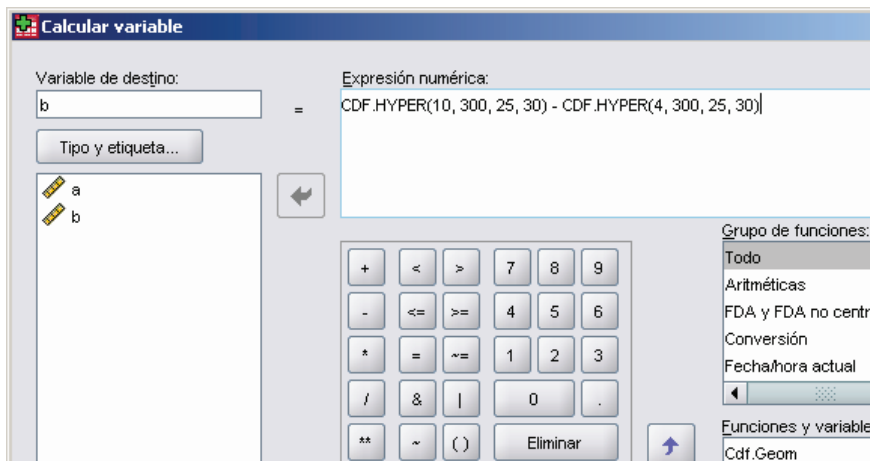 Calcular variable
Variable de destino:
Expresión numérica:
b
=
CDF.HYPER(10, 300, 25, 30) - CDF.HYPER(4, 300, 25, 30)
Tipo y etiqueta...
a
b
Grupo de funciones:
Todo
Aritméticas
FDA y FDA no centr
Conversión
Fecha/hora actual
+ < > 7 8 9
- <= >= 4 5 6
* = ~= 1 2 3
/ & | 0 .
** ~ ( ) Eliminar
Funciones y variable
Cdf.Geom